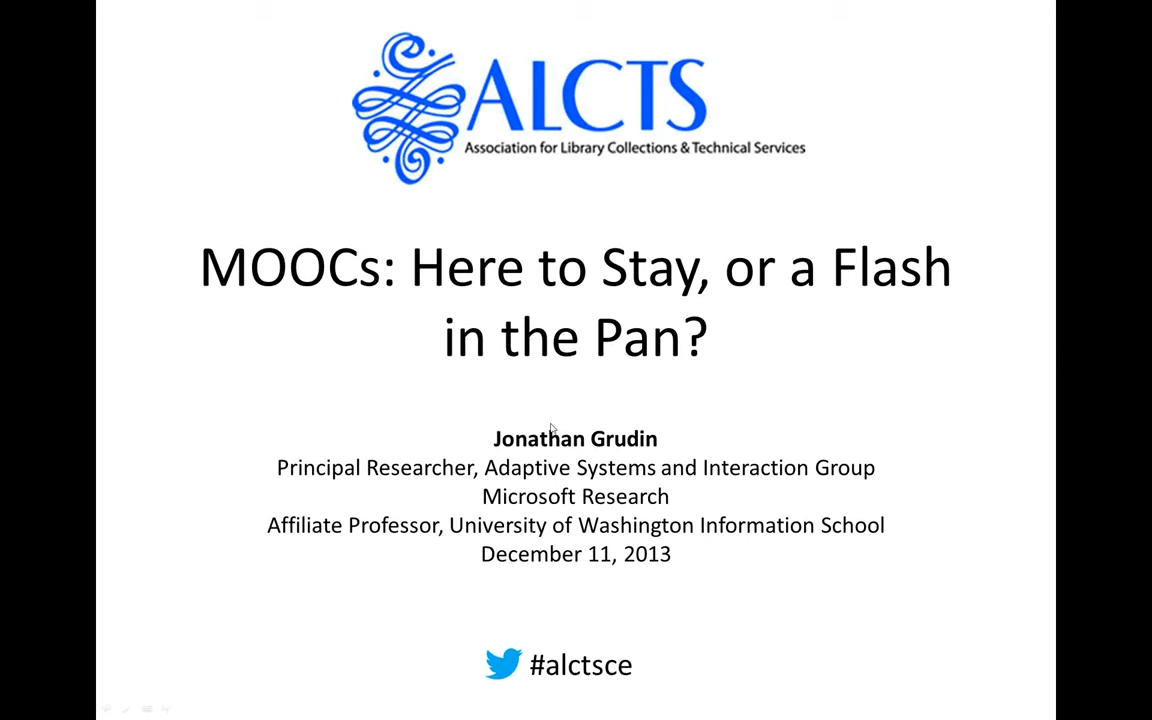 ALCTS
Association for Library Collections & Technical Services
MOOCs: Here to Stay, or a Flash
in the Pan?
Jonathan Grudin
Principal Researcher, Adaptive Systems and Interaction Group
Microsoft Research
Affiliate Professor, University of Washington Information School
December 11, 2013
#alctsce